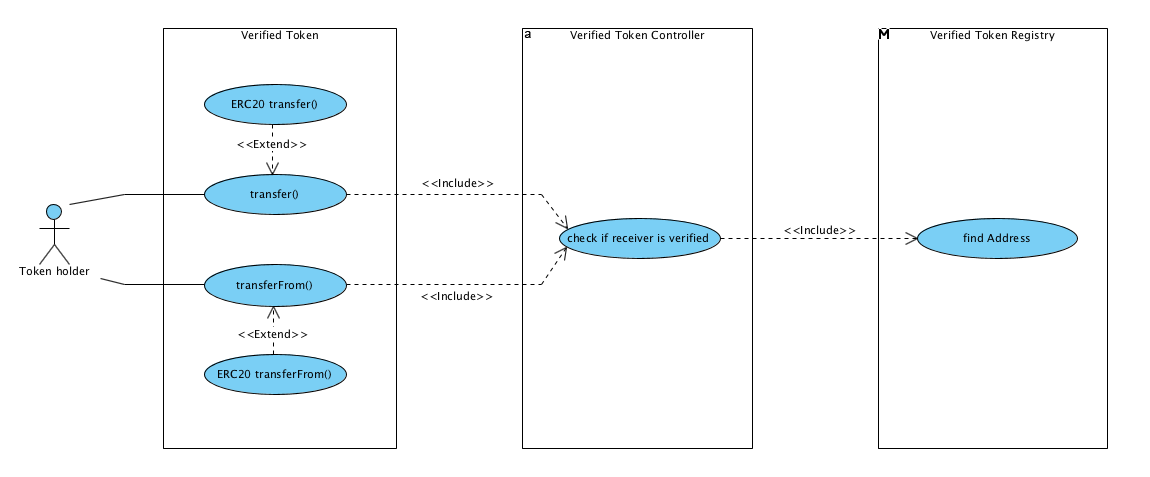 Verified Token
a
Verified Token Controller
M
Verified Token Registry
ERC20 transfer()
<<Extend>>
transfer()
<<Include>>
check if receiver is verified
<<Include>>
find Address
Token holder
transferFrom()
<<Include>>
<<Extend>>
ERC20 transferFrom()